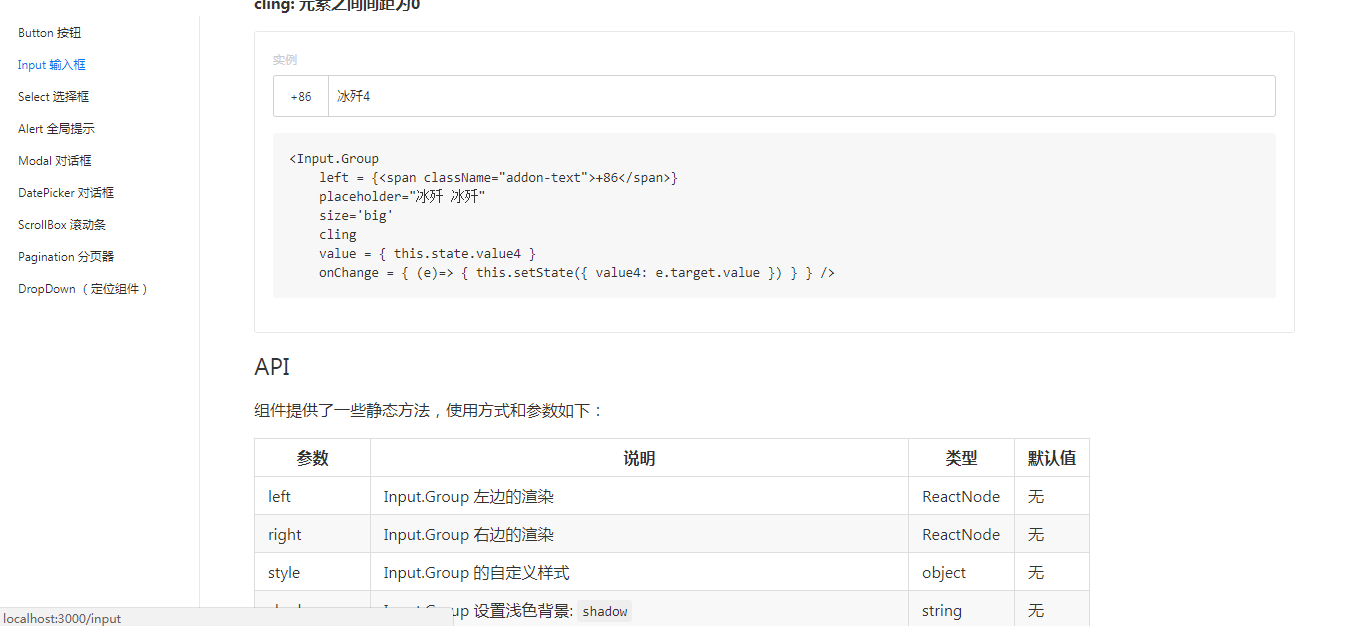 cling: 元素之间间距为0
Button 按钮
Input 输入框
Select 选择框
Alert 全局提示
Modal 对话框
DatePicker 对话框
ScrollBox 滚动条
Pagination 分页器
DropDown （定位组件）
实例
+86 冰歼4
<Input.Group
left = {<span className="addon-text">+86</span>}
placeholder="冰歼 冰歼"
size='big'
cling
value = { this.state.value4 }
onChange = { (e)=> { this.setState({ value4: e.target.value }) } } />
API
组件提供了一些静态方法，使用方式和参数如下：
参数 说明 类型 默认值
left Input.Group 左边的渲染 ReactNode 无
right Input.Group 右边的渲染 ReactNode 无
style Input.Group 的自定义样式 object 无
Input.Group 设置浅色背景: shadow string 无
localhost:3000/input